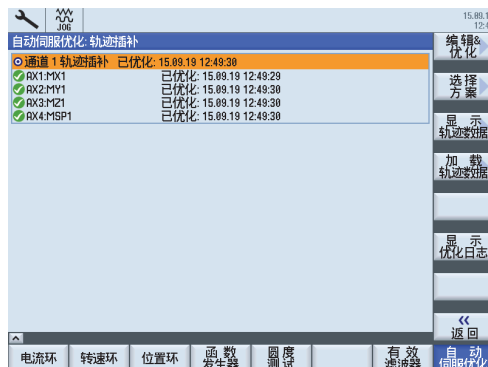 JOG
15.09.1
12:4
自动伺服优化: 轨迹插补
通道 1 轨迹插补 已优化: 15.09.19 12:49:30
AX1:MX1 已优化: 15.09.19 12:49:29
AX2:MY1 已优化: 15.09.19 12:49:30
AX3:MZ1 已优化: 15.09.19 12:49:30
AX4:MSP1 已优化: 15.09.19 12:49:30
编辑&
优化
选择
方案
显示
轨迹数据
加载
轨迹数据
显示
优化日志
«
返回
电流环
转速环
位置环
函数
发生器
圆度
测试
有效
滤波器
自动
伺服优化